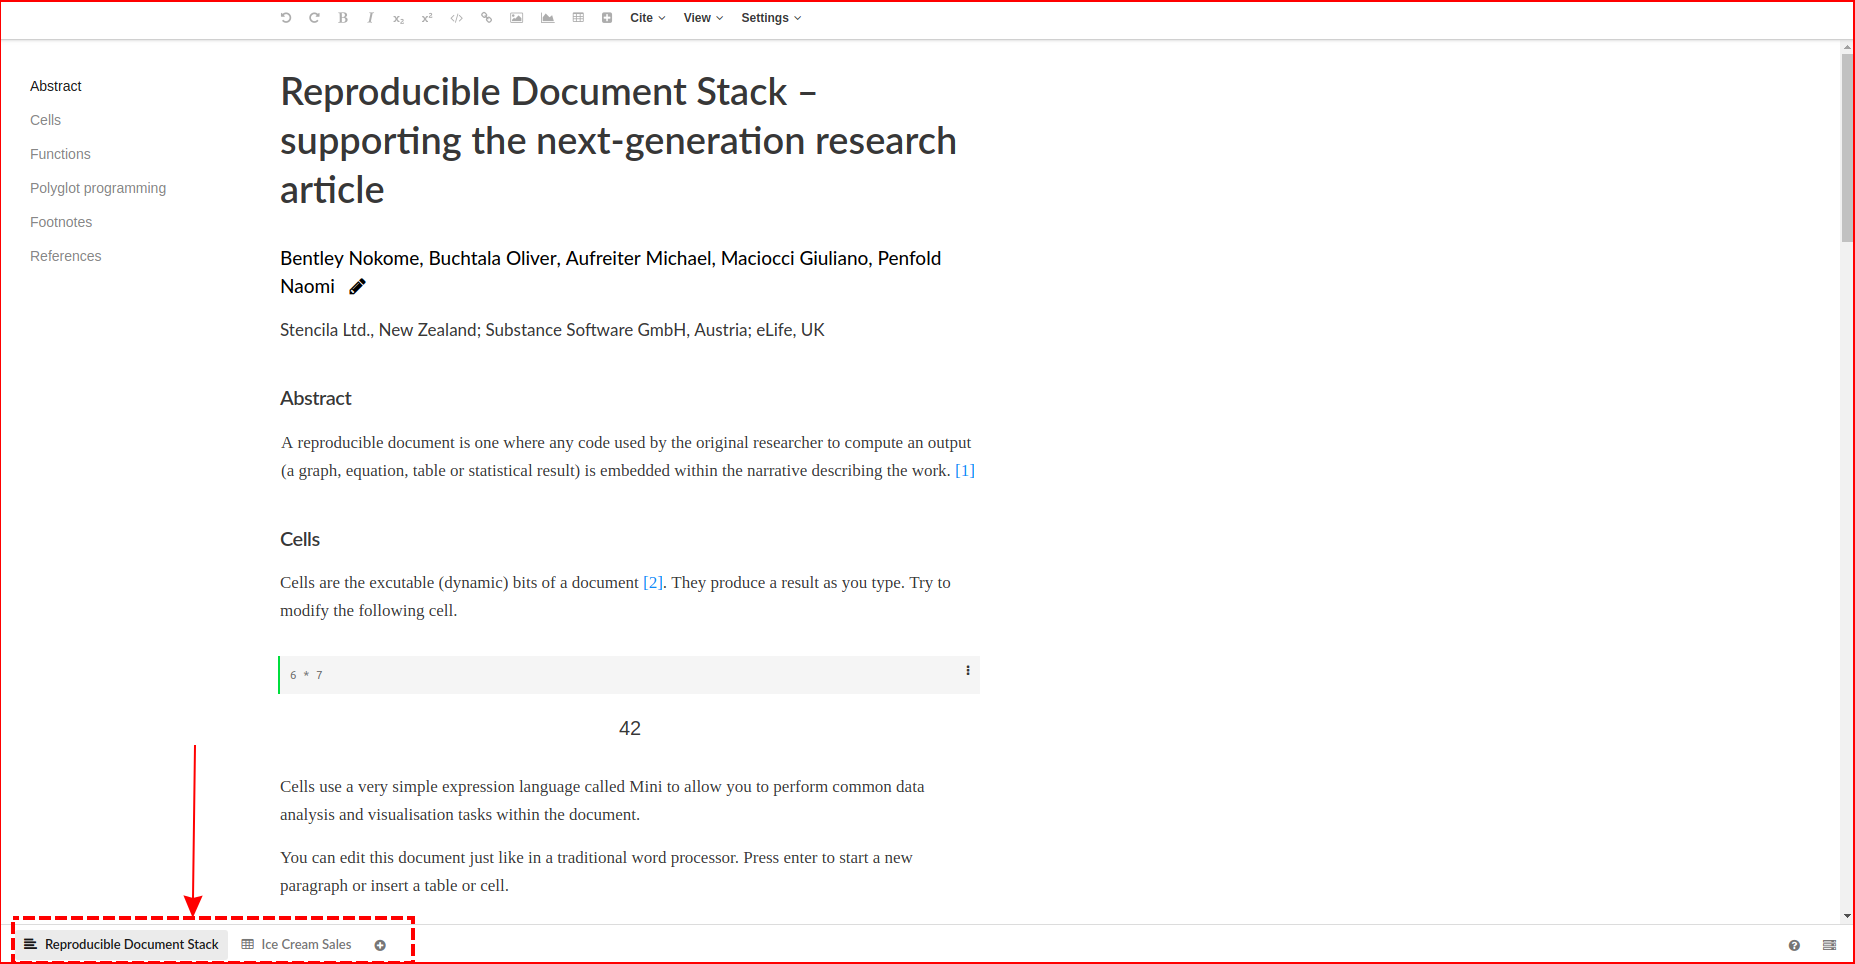 B I x₂ x² </> Cite View Settings
Abstract
Cells
Functions
Polyglot programming
Footnotes
References
Reproducible Document Stack –
supporting the next-generation research
article
Bentley Nokome, Buchtala Oliver, Aufreiter Michael, Maciocci Giuliano, Penfold
Naomi
Stencila Ltd., New Zealand; Substance Software GmbH, Austria; eLife, UK
Abstract
A reproducible document is one where any code used by the original researcher to compute an output
(a graph, equation, table or statistical result) is embedded within the narrative describing the work. [1]
Cells
Cells are the excutable (dynamic) bits of a document [2]. They produce a result as you type. Try to
modify the following cell.
6 * 7
42
Cells use a very simple expression language called Mini to allow you to perform common data
analysis and visualisation tasks within the document.
You can edit this document just like in a traditional word processor. Press enter to start a new
paragraph or insert a table or cell.
Reproducible Document Stack Ice Cream Sales